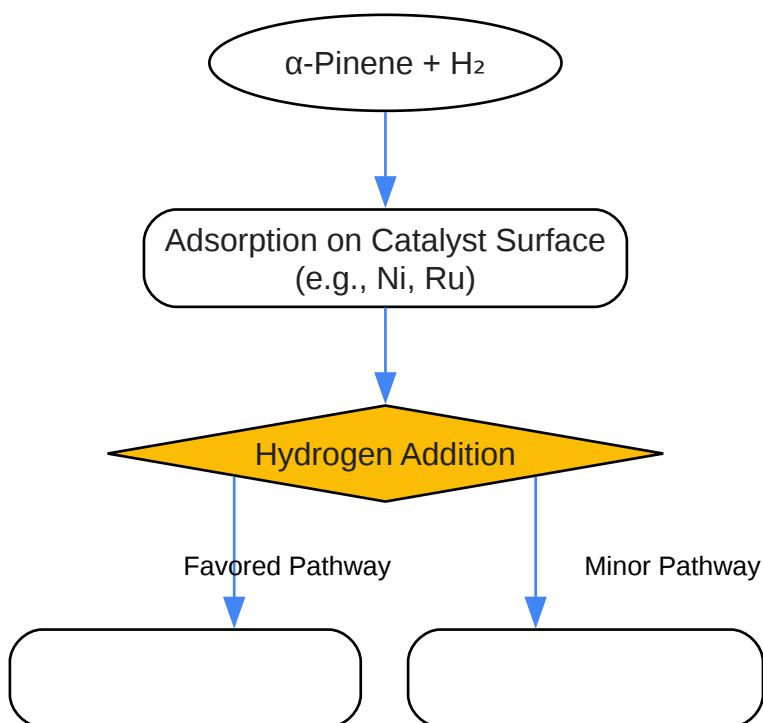 α-Pinene + H₂
Adsorption on Catalyst Surface
(e.g., Ni, Ru)
Hydrogen Addition
Favored Pathway
Minor Pathway